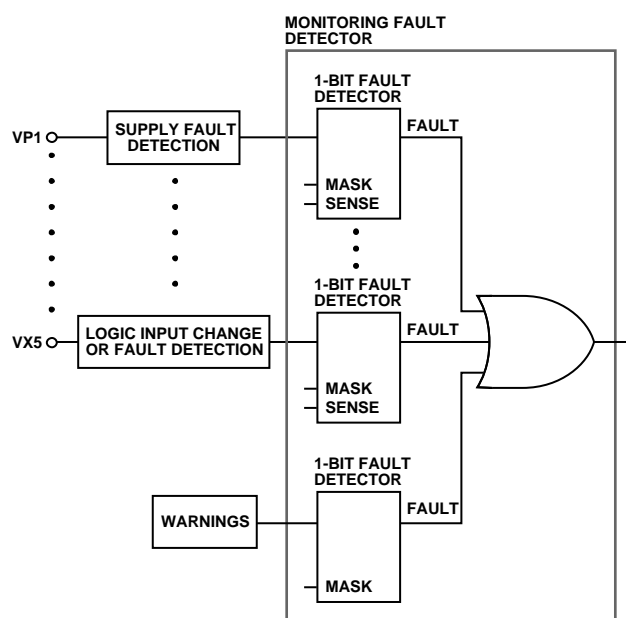 MONITORING FAULT
DETECTOR
1-BIT FAULT
DETECTOR
VP1
SUPPLY FAULT
DETECTION
FAULT
MASK
SENSE
1-BIT FAULT
DETECTOR
VX5
LOGIC INPUT CHANGE
OR FAULT DETECTION
FAULT
MASK
SENSE
1-BIT FAULT
DETECTOR
WARNINGS
FAULT
MASK